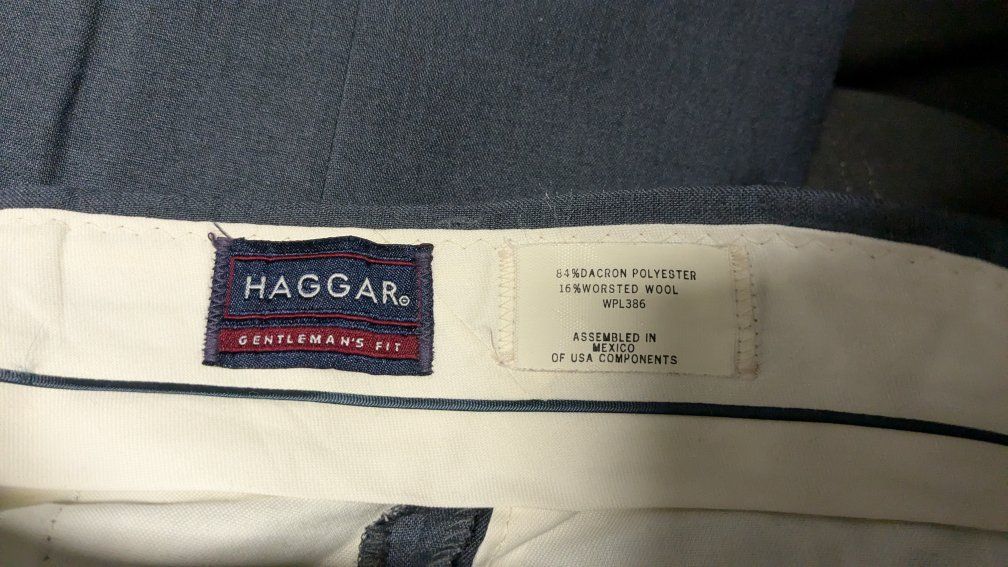 HAGGAR®
GENTLEMAN'S FIT
84%DACRON POLYESTER
16%WORSTED WOOL
WPL386
ASSEMBLED IN
MEXICO
OF USA COMPONENTS